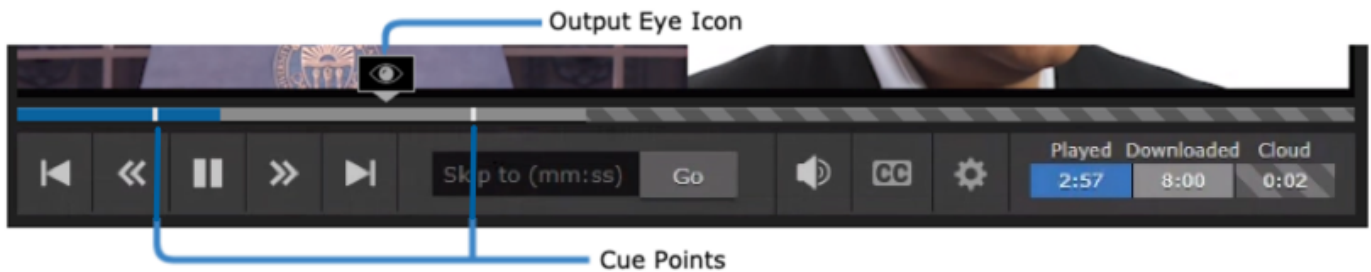 Output Eye Icon
Played Downloaded Cloud
Skip to (mm:ss) Go CC 2:57 8:00 0:02
Cue Points